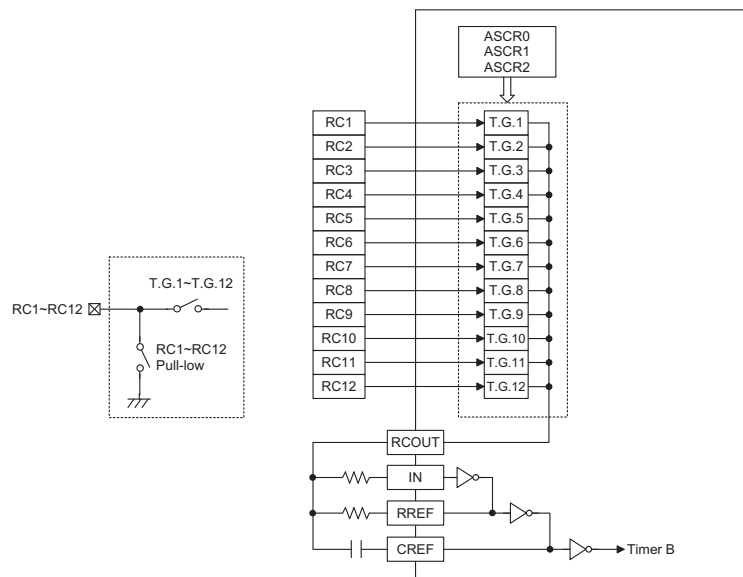 ASCR0
ASCR1
ASCR2
RC1 T.G.1
RC2 T.G.2
RC3 T.G.3
RC4 T.G.4
RC5 T.G.5
RC6 T.G.6
RC7 T.G.7
RC8 T.G.8
RC9 T.G.9
RC10 T.G.10
RC11 T.G.11
RC12 T.G.12
T.G.1~T.G.12
RC1~RC12
RC1~RC12
Pull-low
RCOUT
IN
RREF
CREF
Timer B